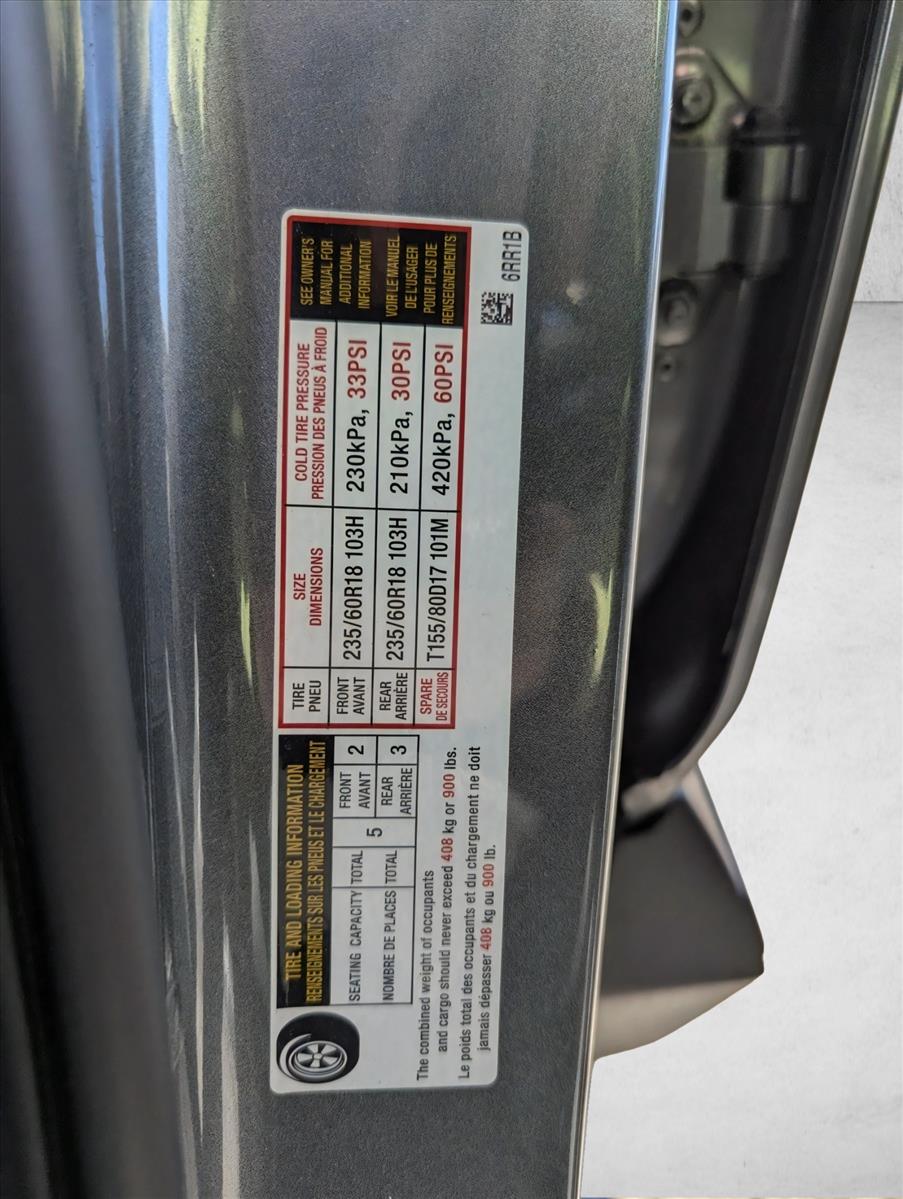 TIRE AND LOADING INFORMATION
RENSEIGNEMENTS SUR LES PNEUS ET LE CHARGEMENT
SEATING CAPACITY TOTAL 5 FRONT AVANT 2
NOMBRE DE PLACES TOTAL REAR ARRIÈRE 3
The combined weight of occupants
and cargo should never exceed 408 kg or 900 lbs.
Le poids total des occupants et du chargement ne doit
jamais dépasser 408 kg ou 900 lb.
TIRE PNEU
SIZE DIMENSIONS
COLD TIRE PRESSURE
PRESSION DES PNEUS À FROID
FRONT AVANT 235/60R18 103H 230kPa, 33PSI
REAR ARRIÈRE 235/60R18 103H 210kPa, 30PSI
SPARE DE SECOURS T155/80D17 101M 420kPa, 60PSI
SEE OWNER'S
MANUAL FOR
ADDITIONAL
INFORMATION
VOIR LE MANUEL
DE L'USAGER
POUR PLUS DE
RENSEIGNEMENTS
6RR1B